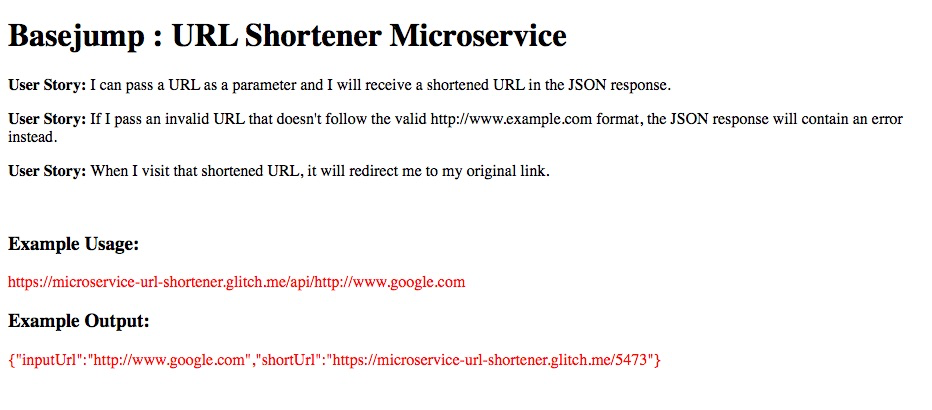 Basejump : URL Shortener Microservice
User Story: I can pass a URL as a parameter and I will receive a shortened URL in the JSON response.
User Story: If I pass an invalid URL that doesn't follow the valid http://www.example.com format, the JSON response will contain an error
instead.
User Story: When I visit that shortened URL, it will redirect me to my original link.
Example Usage:
https://microservice-url-shortener.glitch.me/api/http://www.google.com
Example Output:
{"inputUrl":"http://www.google.com","shortUrl":"https://microservice-url-shortener.glitch.me/5473"}